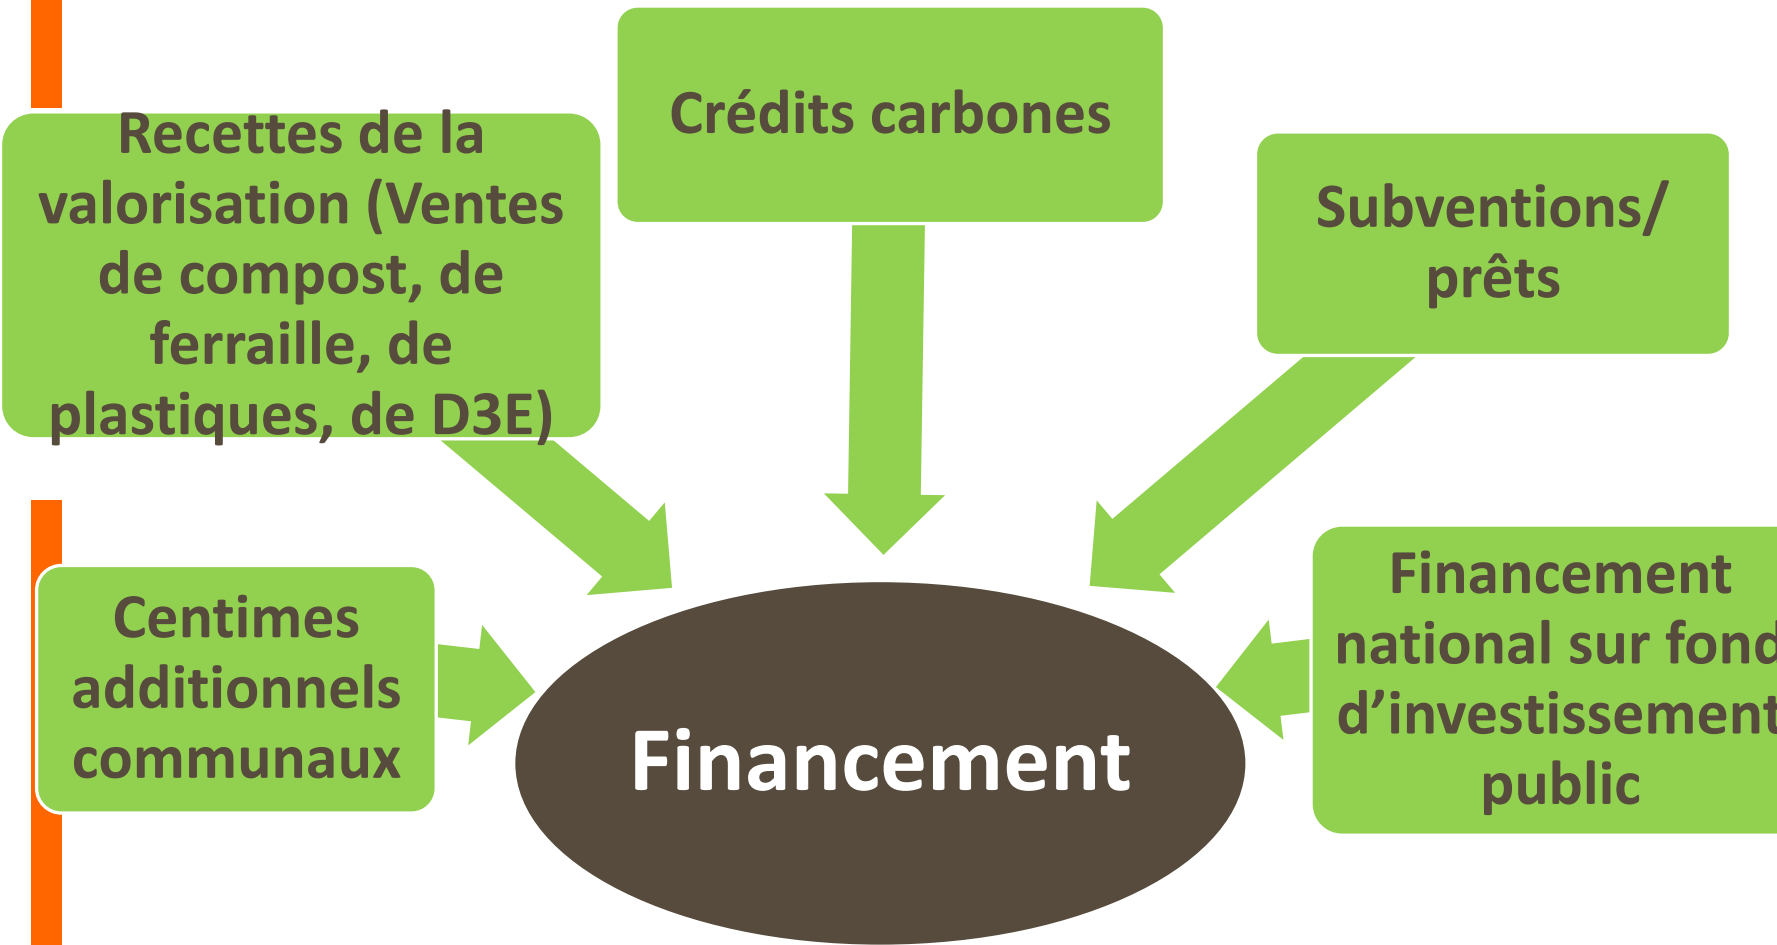 Crédits carbones
Recettes de la
valorisation (Ventes
de compost, de
ferraille, de
plastiques, de D3E)
Subventions/
prêts
Centimes
additionnels
communaux
Financement
national sur fond
d’investissement
public
Financement